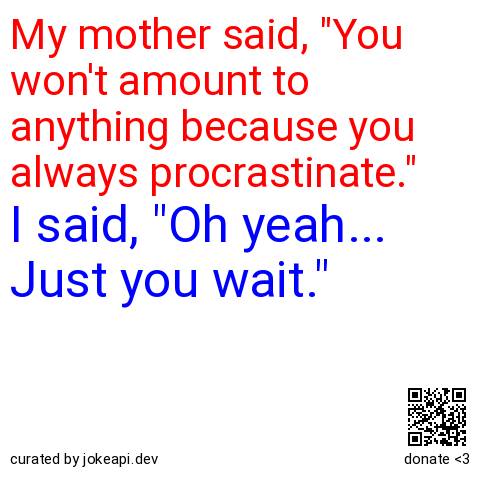 My mother said, "You
won't amount to
anything because you
always procrastinate."
I said, "Oh yeah...
Just you wait."
curated by jokeapi.dev
donate <3